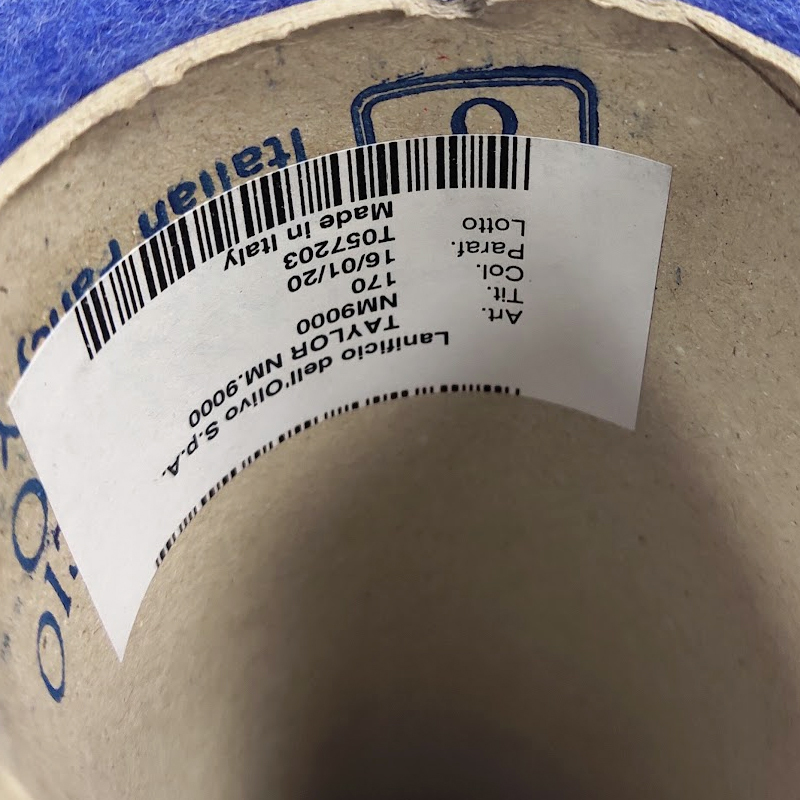 Lanificio dell'Olivo S.p.A.
Art. TAYLOR NM.9000
Tit. NM9000
Col. 170
Paraf. 16/01/20
Lotto T057203
Made in Italy
Italian Fancy